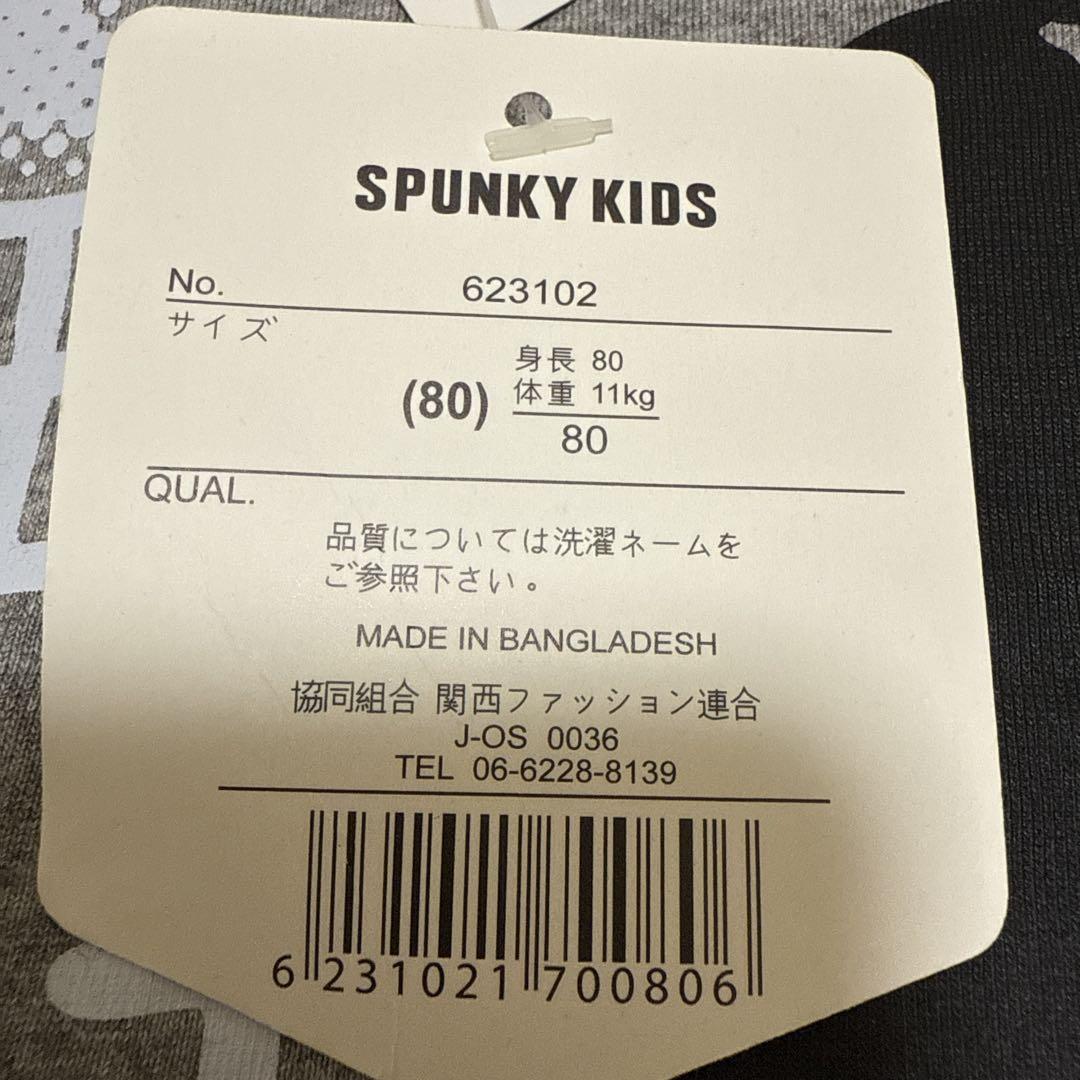 SPUNKY KIDS
No. 623102
サイズ
身長 80
(80) 体重 11kg
80
QUAL.
品質については洗濯ネームを
ご参照下さい。
MADE IN BANGLADESH
協同組合 関西ファッション連合
J-OS 0036
TEL 06-6228-8139
6 231021 700806